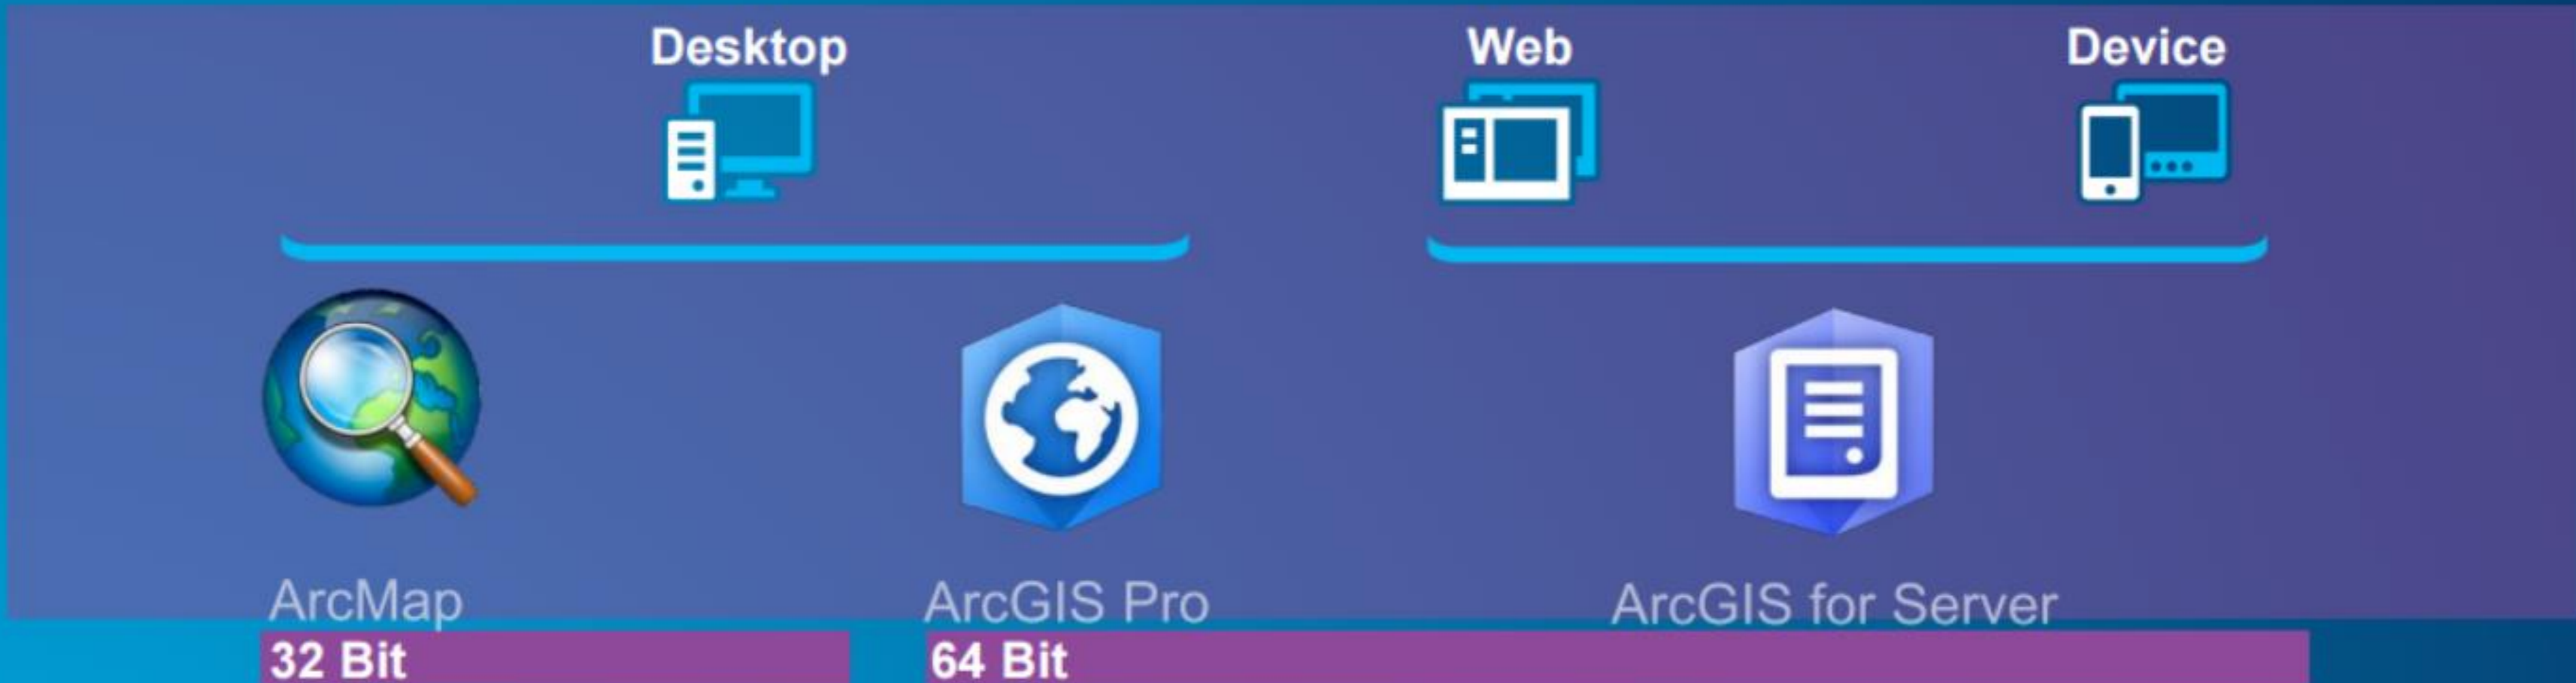 Desktop
Web
Device
ArcMap
ArcGIS Pro
ArcGIS for Server
32 Bit
64 Bit